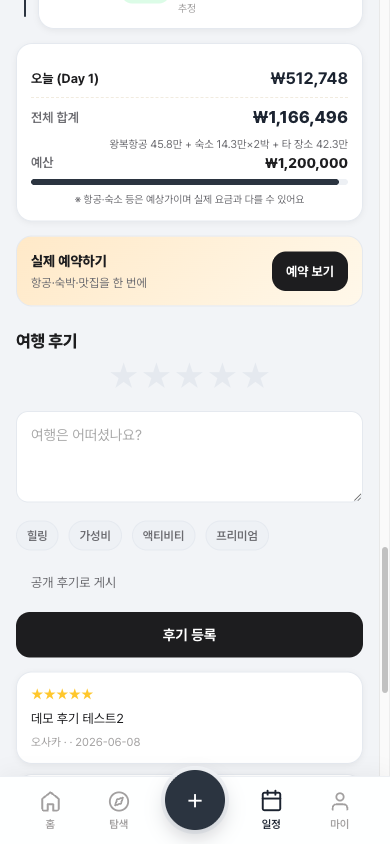 추정
오늘 (Day 1) ₩512,748
전체 합계 ₩1,166,496
왕복항공 45.8만 + 숙소 14.3만×2박 + 타 장소 42.3만
예산 ₩1,200,000
※ 항공·숙소 등은 예상가이며 실제 요금과 다를 수 있어요
실제 예약하기
항공·숙박·맛집을 한 번에
예약 보기
여행 후기
★★★★★
여행은 어떠셨나요?
힐링 가성비 액티비티 프리미엄
공개 후기로 게시
후기 등록
★★★★★
데모 후기 테스트2
오사카 · · 2026-06-08
+
홈 탐색 일정 마이